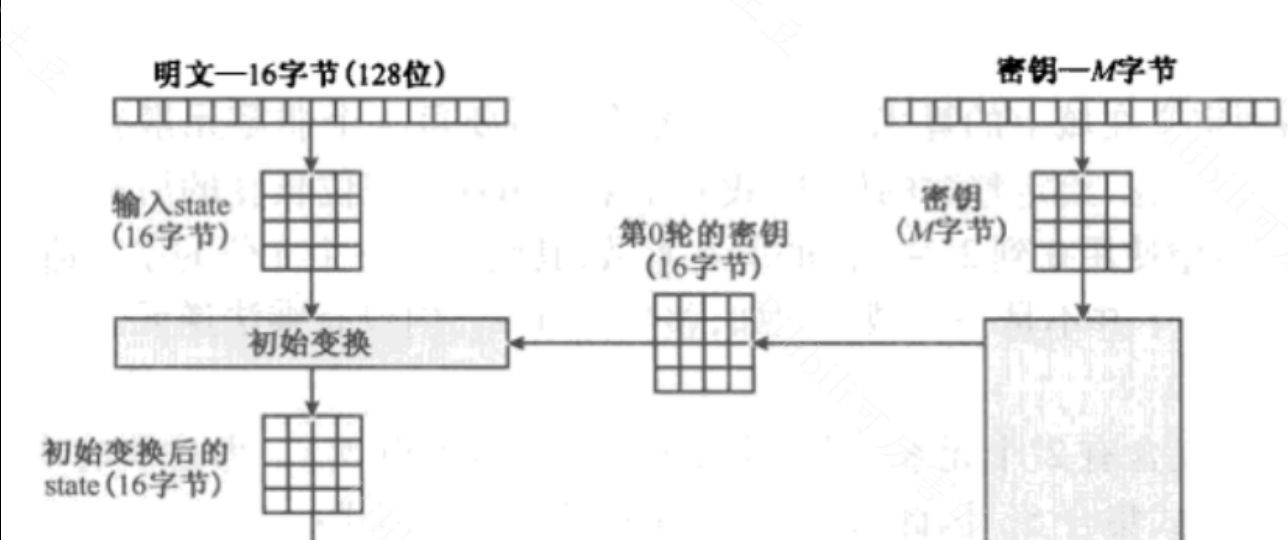 明文—16字节(128位)
密钥—M字节
输入state
(16字节)
密钥
(M字节)
第0轮的密钥
(16字节)
初始变换
初始变换后的
state(16字节)